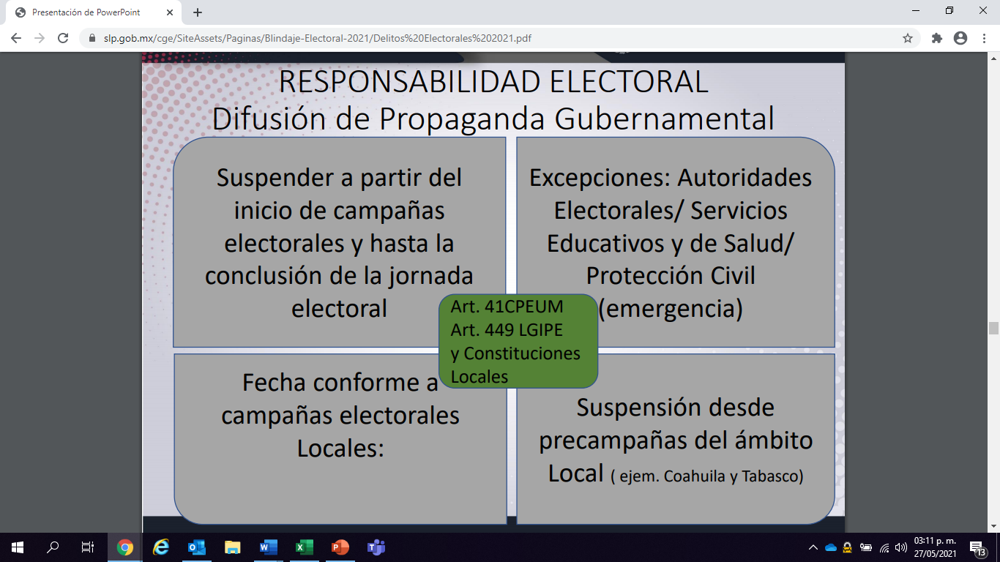 Presentación de PowerPoint
slp.gob.mx/cge/SiteAssets/Paginas/Blindaje-Electoral-2021/Delitos%20Electorales%202021.pdf
RESPONSABILIDAD ELECTORAL
Difusión de Propaganda Gubernamental
Suspender a partir del
inicio de campañas
electorales y hasta la
conclusión de la jornada
electoral
Excepciones: Autoridades
Electorales/ Servicios
Educativos y de Salud/
Protección Civil
(emergencia)
Art. 41CPEUM
Art. 449 LGIPE
y Constituciones
Locales
Fecha conforme a
campañas electorales
Locales:
Suspensión desde
precampañas del ámbito
Local ( ejem. Coahuila y Tabasco)
03:11 p. m.
27/05/2021
13